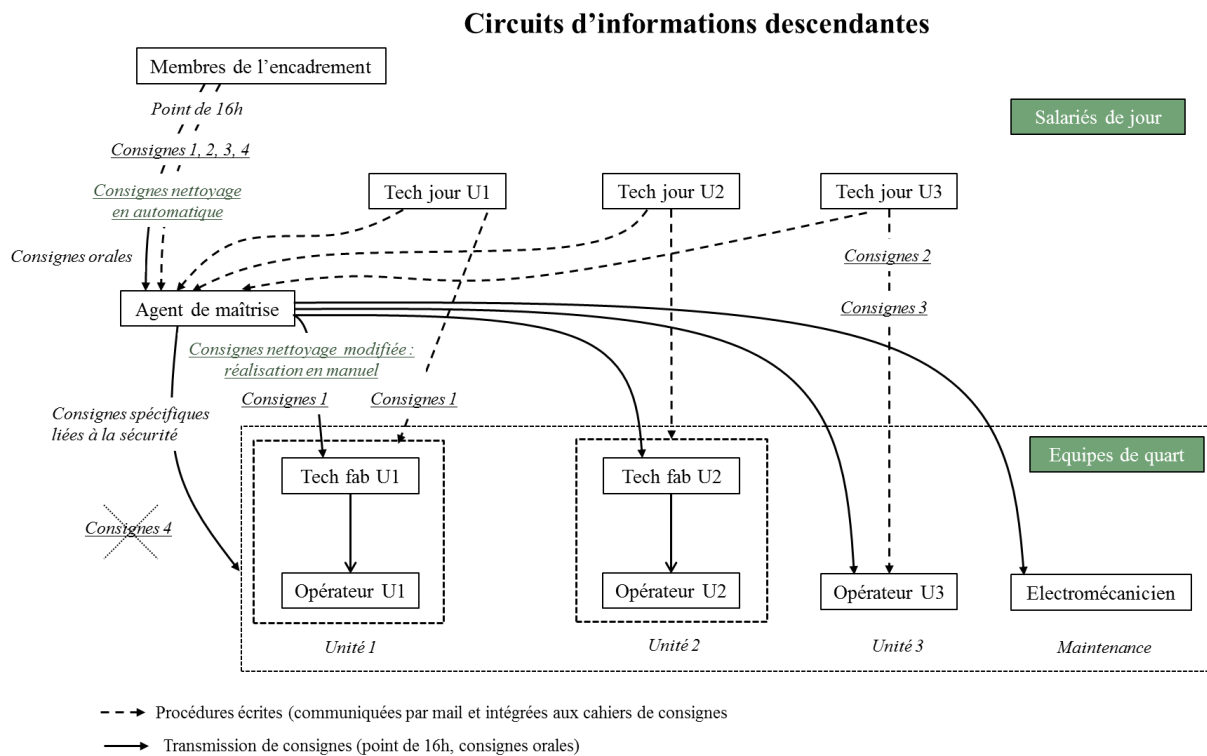 Circuits d’informations descendantes
Membres de l’encadrement
Point de 16h
Salariés de jour
Consignes 1, 2, 3, 4
Consignes nettoyage
en automatique
Tech jour U1
Tech jour U2
Tech jour U3
Consignes orales
Consignes 2
Agent de maîtrise
Consignes 3
Consignes nettoyage modifiée :
réalisation en manuel
Consignes 1
Consignes 1
Consignes spécifiques
liées à la sécurité
Equipes de quart
Tech fab U1
Tech fab U2
Consignes 4
Opérateur U1
Opérateur U2
Opérateur U3
Electromécanicien
Unité 1
Unité 2
Unité 3
Maintenance
Procédures écrites (communiquées par mail et intégrées aux cahiers de consignes
Transmission de consignes (point de 16h, consignes orales)